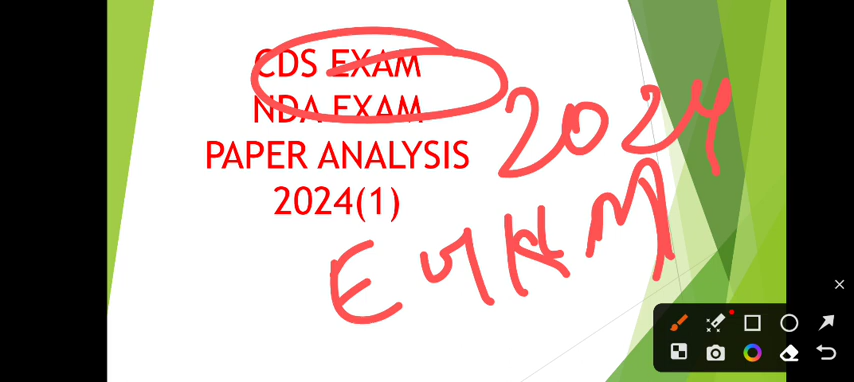 CDS EXAM
NDA EXAM
PAPER ANALYSIS
2024(1)
2024